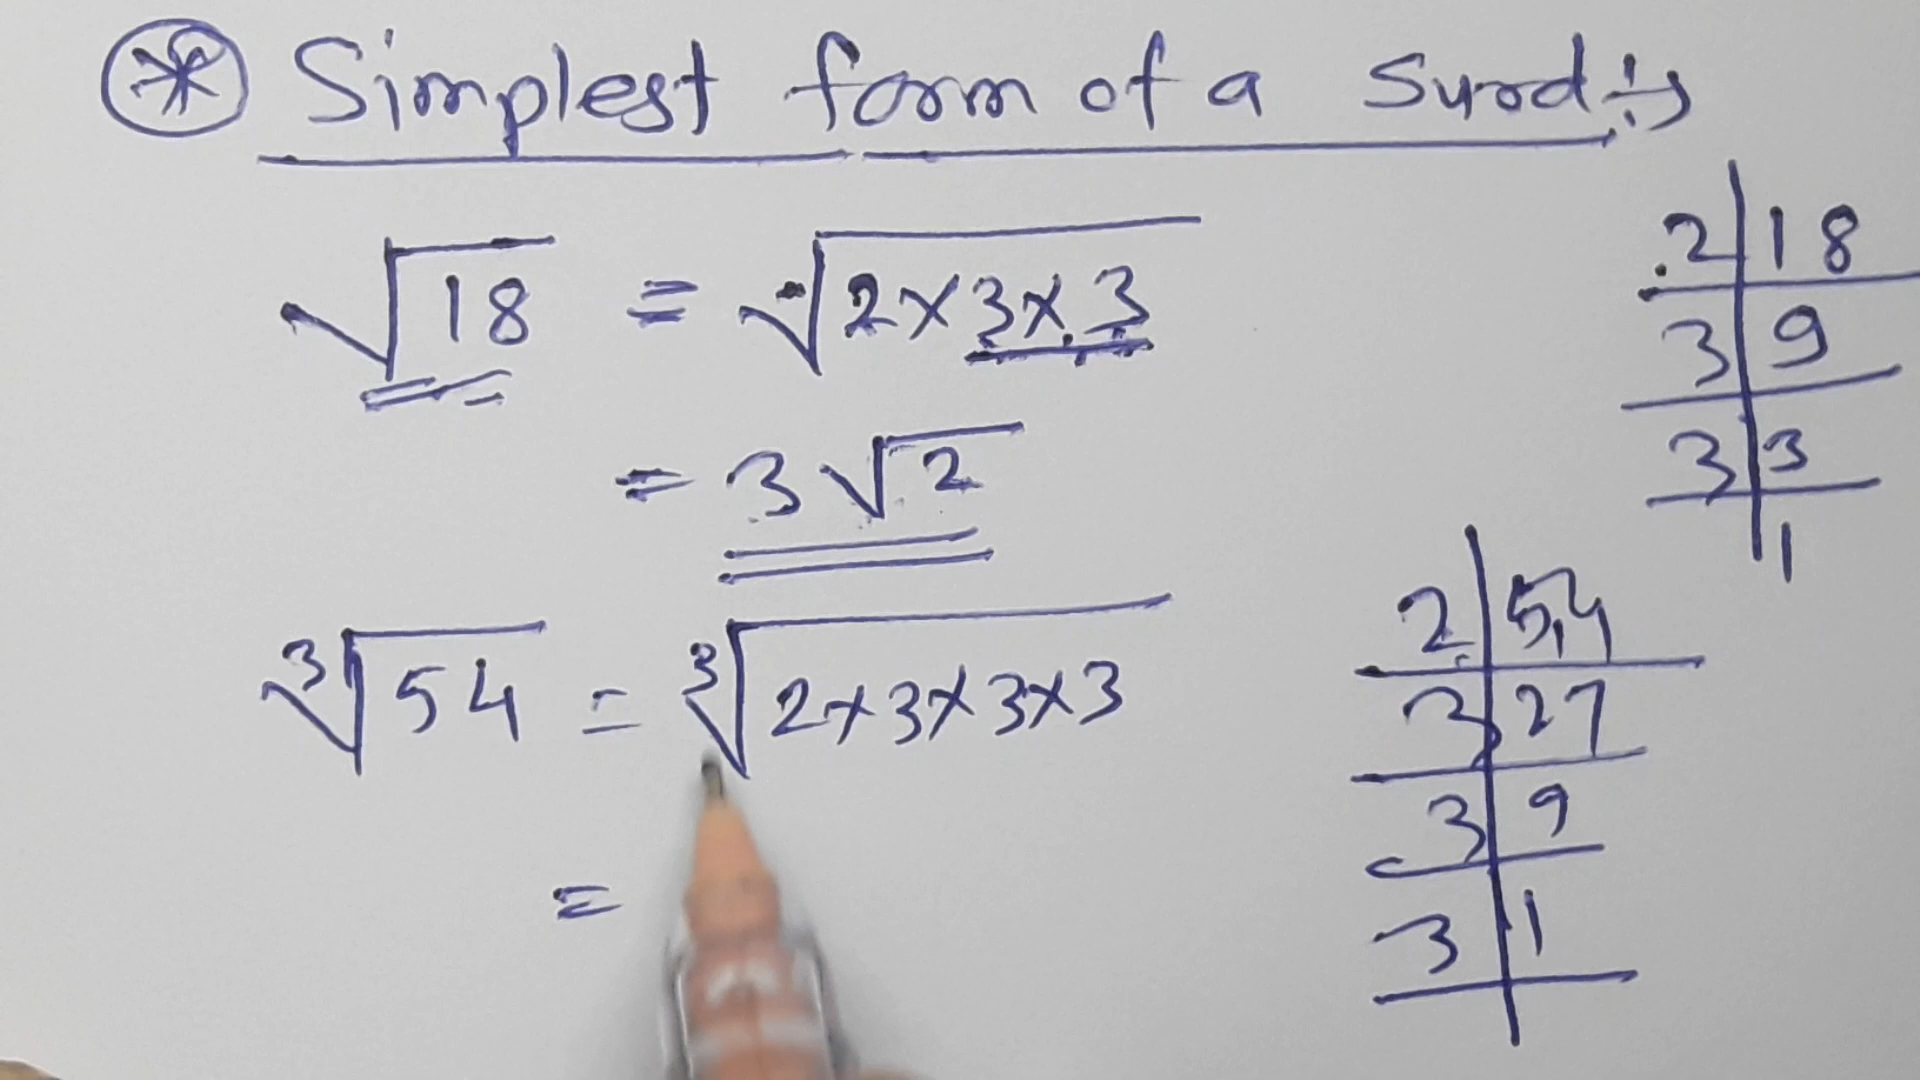 * Simplest form of a Surd :-
√18 = √2×3×3
= 3√2
∛54 = ∛2×3×3×3
=
2 | 18
3 | 9
3 | 3
1
2 | 54
3 | 27
3 | 9
3 | 1